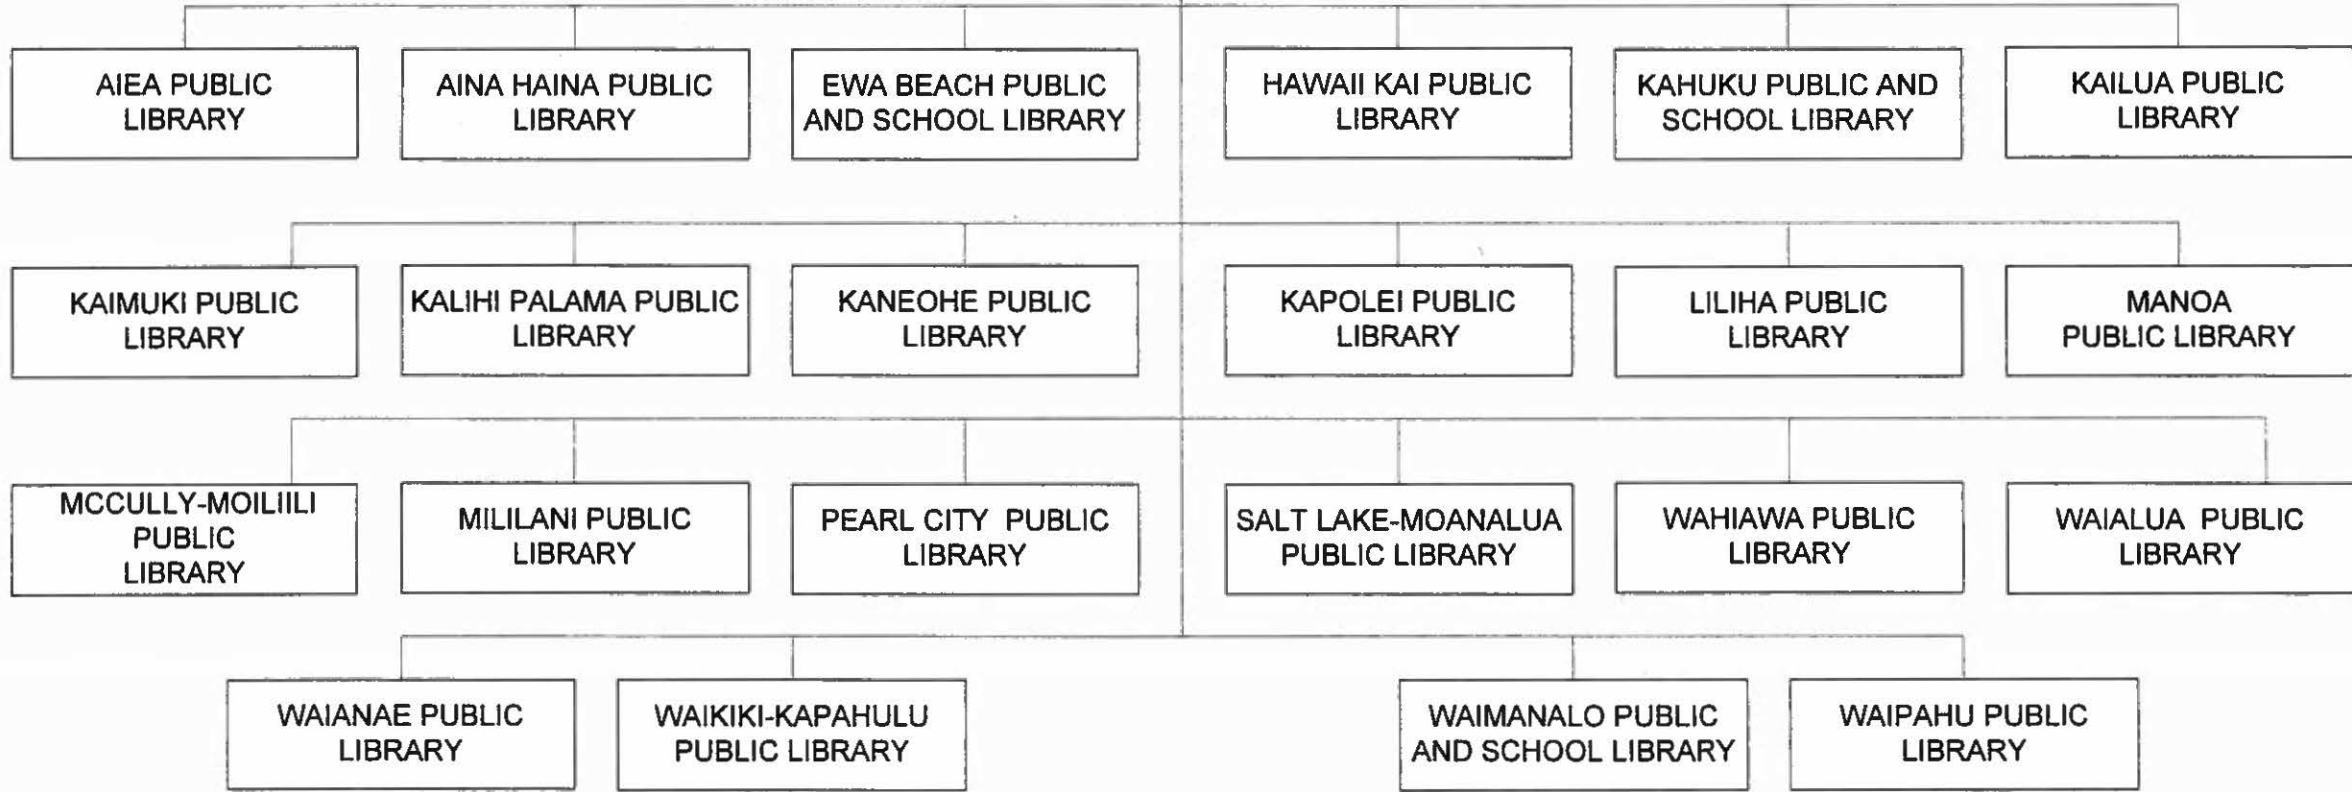 AIEA PUBLIC
LIBRARY
AINA HAINA PUBLIC
LIBRARY
EWA BEACH PUBLIC
AND SCHOOL LIBRARY
HAWAII KAI PUBLIC
LIBRARY
KAHUKU PUBLIC AND
SCHOOL LIBRARY
KAILUA PUBLIC
LIBRARY
KAIMUKI PUBLIC
LIBRARY
KALIHI PALAMA PUBLIC
LIBRARY
KANEOHE PUBLIC
LIBRARY
KAPOLEI PUBLIC
LIBRARY
LILIHA PUBLIC
LIBRARY
MANOA
PUBLIC LIBRARY
MCCULLY-MOILIILI
PUBLIC
LIBRARY
MILILANI PUBLIC
LIBRARY
PEARL CITY PUBLIC
LIBRARY
SALT LAKE-MOANALUA
PUBLIC LIBRARY
WAHIAWA PUBLIC
LIBRARY
WAIALUA PUBLIC
LIBRARY
WAIANAE PUBLIC
LIBRARY
WAIKIKI-KAPAHULU
PUBLIC LIBRARY
WAIMANALO PUBLIC
AND SCHOOL LIBRARY
WAIPAHU PUBLIC
LIBRARY